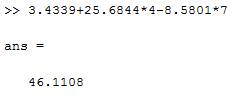 >> 3.4339+25.6844*4-8.5801*7
ans =
46.1108